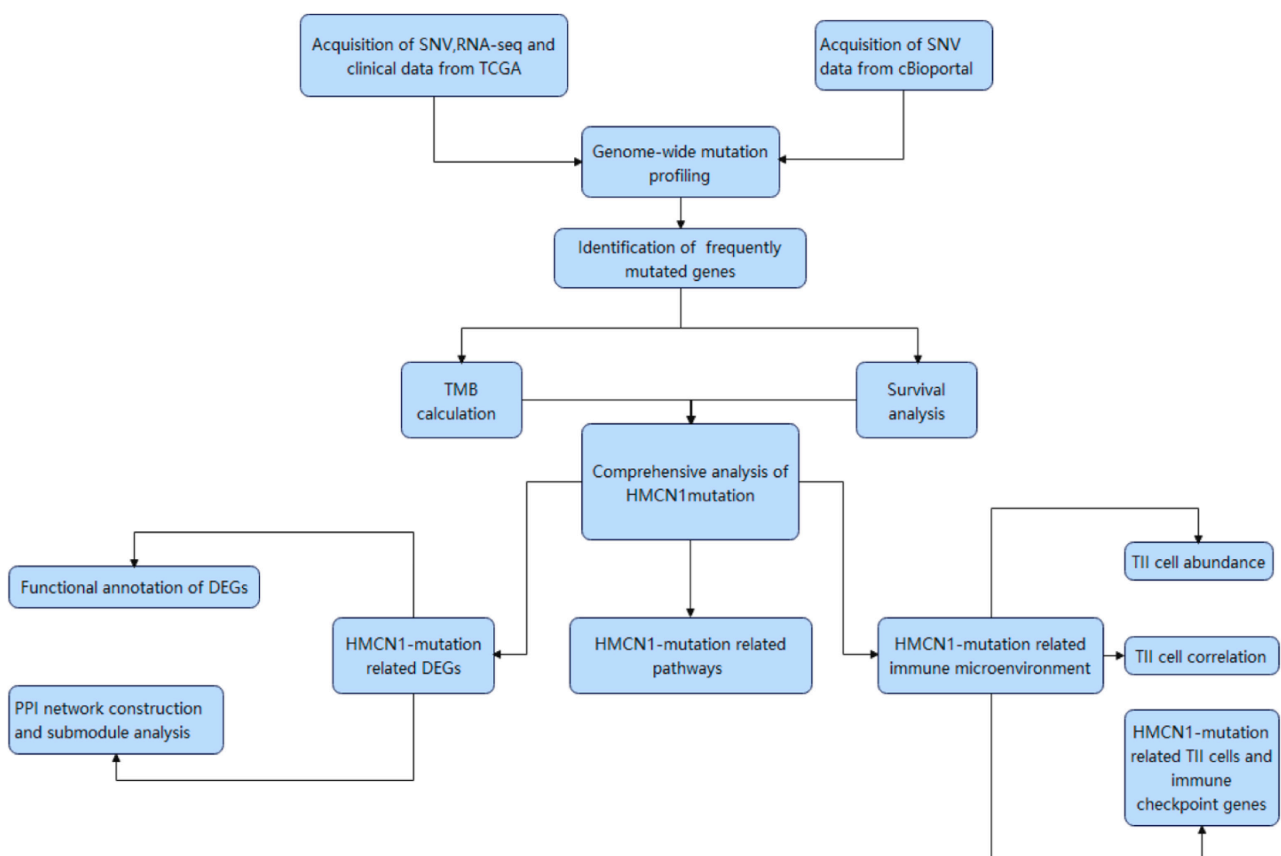 Acquisition of SNV,RNA-seq and
clinical data from TCGA
Acquisition of SNV
data from cBioportal
Genome-wide mutation
profiling
Identification of frequently
mutated genes
TMB
calculation
Survival
analysis
Comprehensive analysis of
HMCN1mutation
Functional annotation of DEGs
HMCN1-mutation
related DEGs
PPI network construction
and submodule analysis
HMCN1-mutation related
pathways
HMCN1-mutation related
immune microenvironment
TII cell abundance
TII cell correlation
HMCN1-mutation
related TII cells and
immune
checkpoint genes